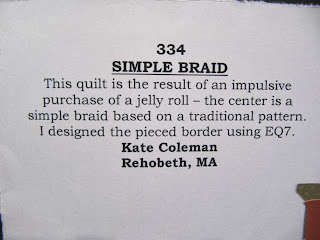 334
SIMPLE BRAID
This quilt is the result of an impulsive
purchase of a jelly roll – the center is a
simple braid based on a traditional pattern.
I designed the pieced border using EQ7.
Kate Coleman
Rehobeth, MA